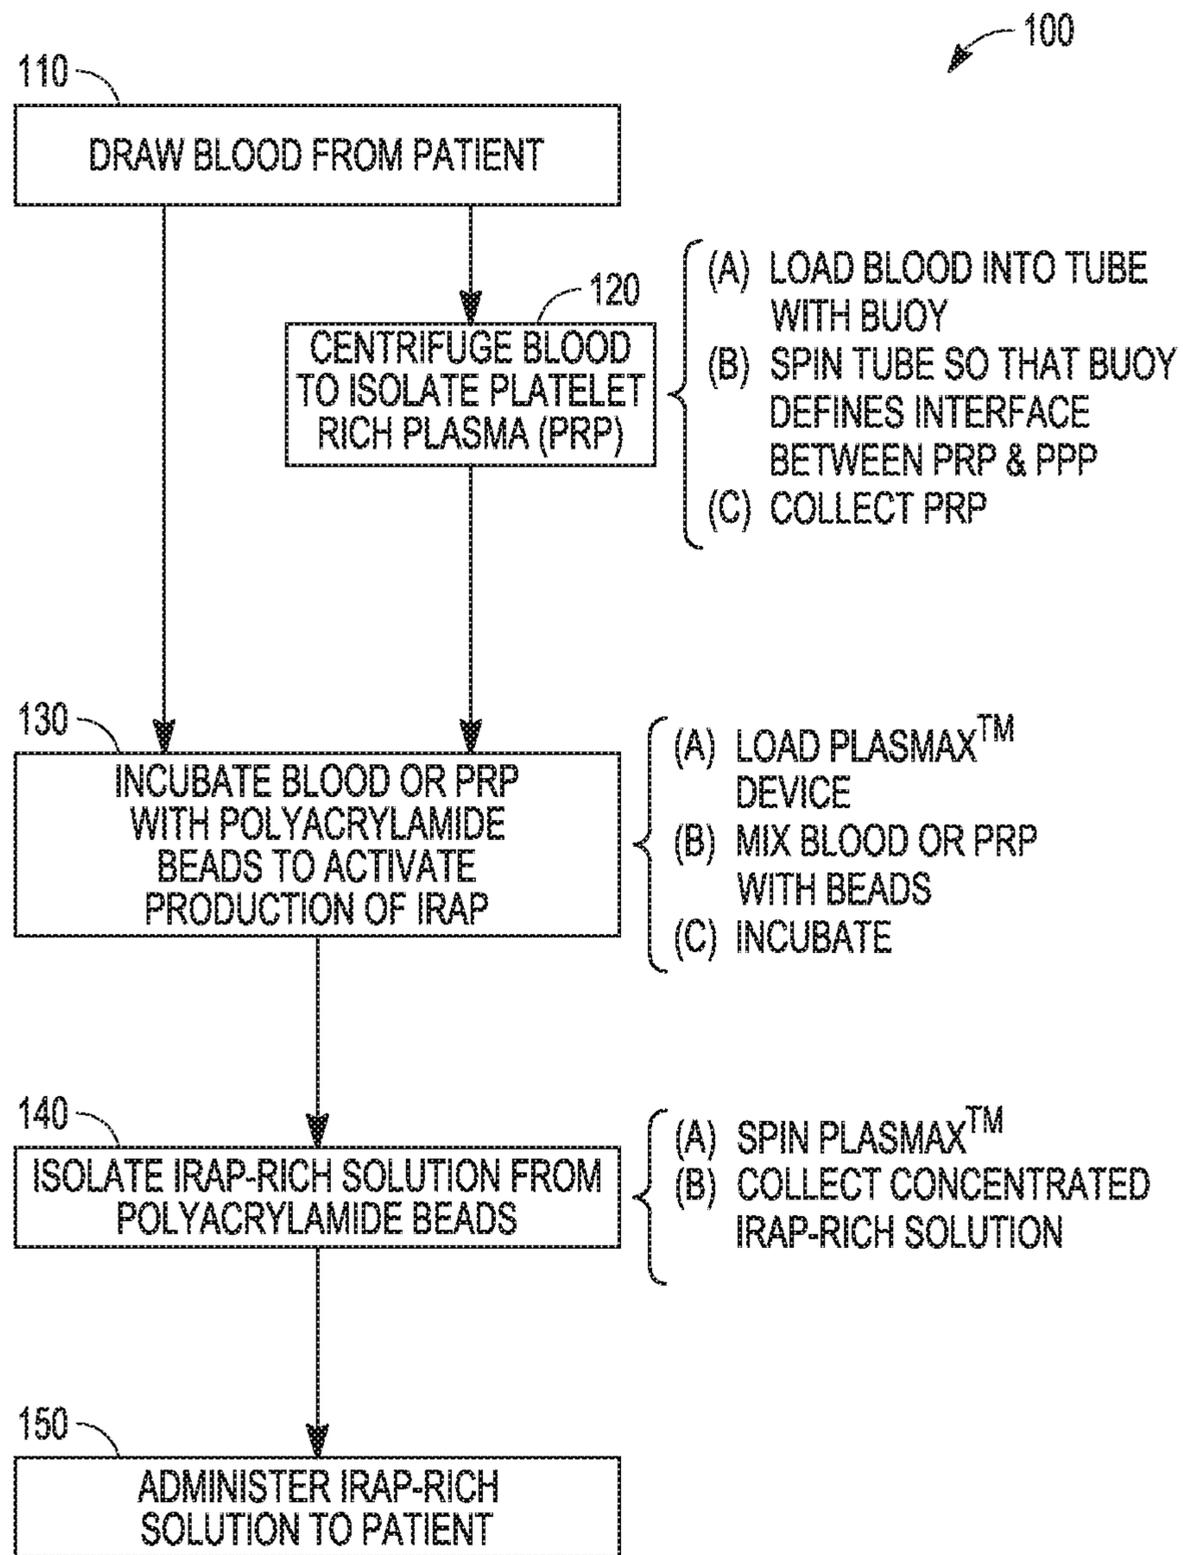 100
110
DRAW BLOOD FROM PATIENT
120
CENTRIFUGE BLOOD
TO ISOLATE PLATELET
RICH PLASMA (PRP)
(A) LOAD BLOOD INTO TUBE
WITH BUOY
(B) SPIN TUBE SO THAT BUOY
DEFINES INTERFACE
BETWEEN PRP & PPP
(C) COLLECT PRP
130
INCUBATE BLOOD OR PRP
WITH POLYACRYLAMIDE
BEADS TO ACTIVATE
PRODUCTION OF IRAP
(A) LOAD PLASMAX™
DEVICE
(B) MIX BLOOD OR PRP
WITH BEADS
(C) INCUBATE
140
ISOLATE IRAP-RICH SOLUTION FROM
POLYACRYLAMIDE BEADS
(A) SPIN PLASMAX™
(B) COLLECT CONCENTRATED
IRAP-RICH SOLUTION
150
ADMINISTER IRAP-RICH
SOLUTION TO PATIENT